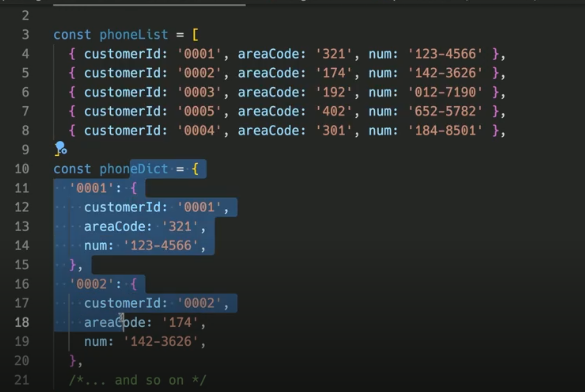 2
3 const phoneList = [
4 { customerId: '0001', areaCode: '321', num: '123-4566' },
5 { customerId: '0002', areaCode: '174', num: '142-3626' },
6 { customerId: '0003', areaCode: '192', num: '012-7190' },
7 { customerId: '0005', areaCode: '402', num: '652-5782' },
8 { customerId: '0004', areaCode: '301', num: '184-8501' },
9
10 const phoneDict = {
11 '0001': {
12 customerId: '0001',
13 areaCode: '321',
14 num: '123-4566',
15 },
16 '0002': {
17 customerId: '0002',
18 areaCode: '174',
19 num: '142-3626',
20 },
21 /*... and so on */